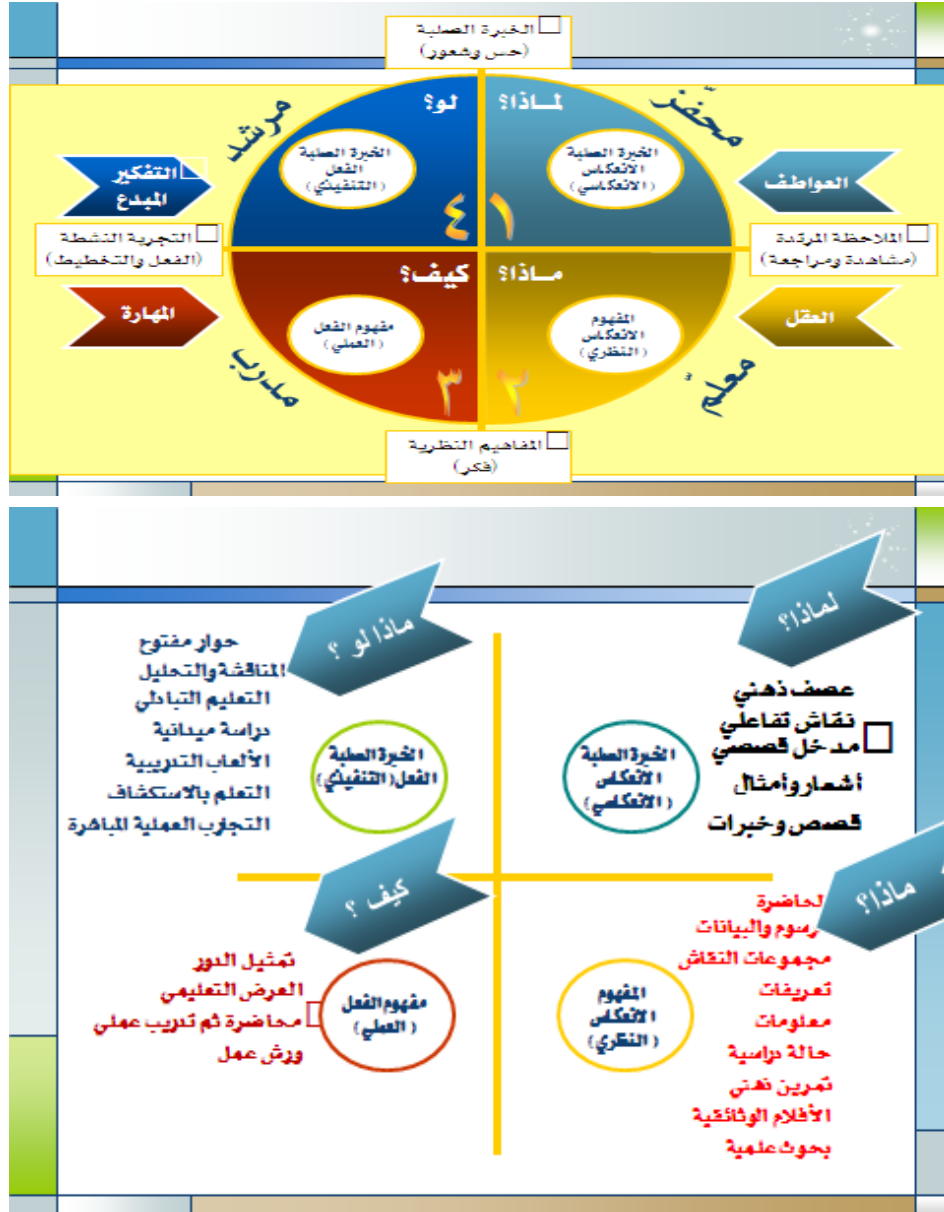 الخبرة الصلبة
(حس وشعور)
محفّز
لماذا؟
لو؟
مرشد
الخبرة الصلبة
الانعكاس
(الانعكاسي)
الخبرة الصلبة
الفعل
(التنفيذي)
العواطف
التفكير
المبدع
١
٤
الملاحظة المرتدة
(مشاهدة ومراجعة)
التجربة النشطة
(الفعل والتخطيط)
ماذا؟
كيف؟
العقل
المفهوم
الانعكاس
(النظري)
مفهوم الفعل
(العملي)
المهارة
٢
٣
معلّم
مدرب
المفاهيم النظرية
(فكر)
لماذا؟
عصف ذهني
نقاش تفاعلي
مدخل قصصي
أشعار وأمثال
قصص وخبرات
الخبرة الصلبة
الانعكاس
(الانعكاسي)
ماذا لو ؟
حوار مفتوح
المناقشة والتحليل
التعليم التبادلي
دراسة ميدانية
الألعاب التدريبية
التعلم بالاستكشاف
التجارب العملية المباشرة
الخبرة الصلبة
الفعل (التنفيذي)
ماذا؟
لحاضرة
رسوم والبيانات
مجموعات النقاش
تعريفات
معلومات
حالة دراسية
تمرين ذهني
الأفلام الوثائقية
بحوث علمية
المفهوم
الانعكاس
(النظري)
كيف ؟
تمثيل الدور
العرض التعليمي
محاضرة ثم تدريب عملي
ورش عمل
مفهوم الفعل
(العملي)